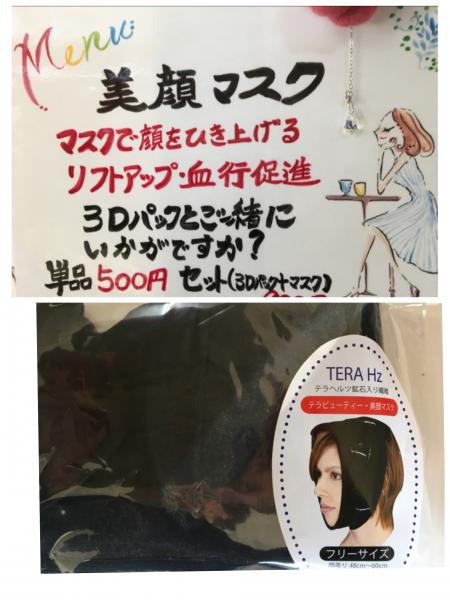 Menu
美顔マスク
マスクで顔をひき上げる
リフトアップ・血行促進
3Dパックとご一緒に
いかがですか?
単品500円 セット(3Dパック+マスク)
TERA Hz
テラヘルツ鉱石入り繊維
テラビューティー・美顔マスク
フリーサイズ
48cm~60cm